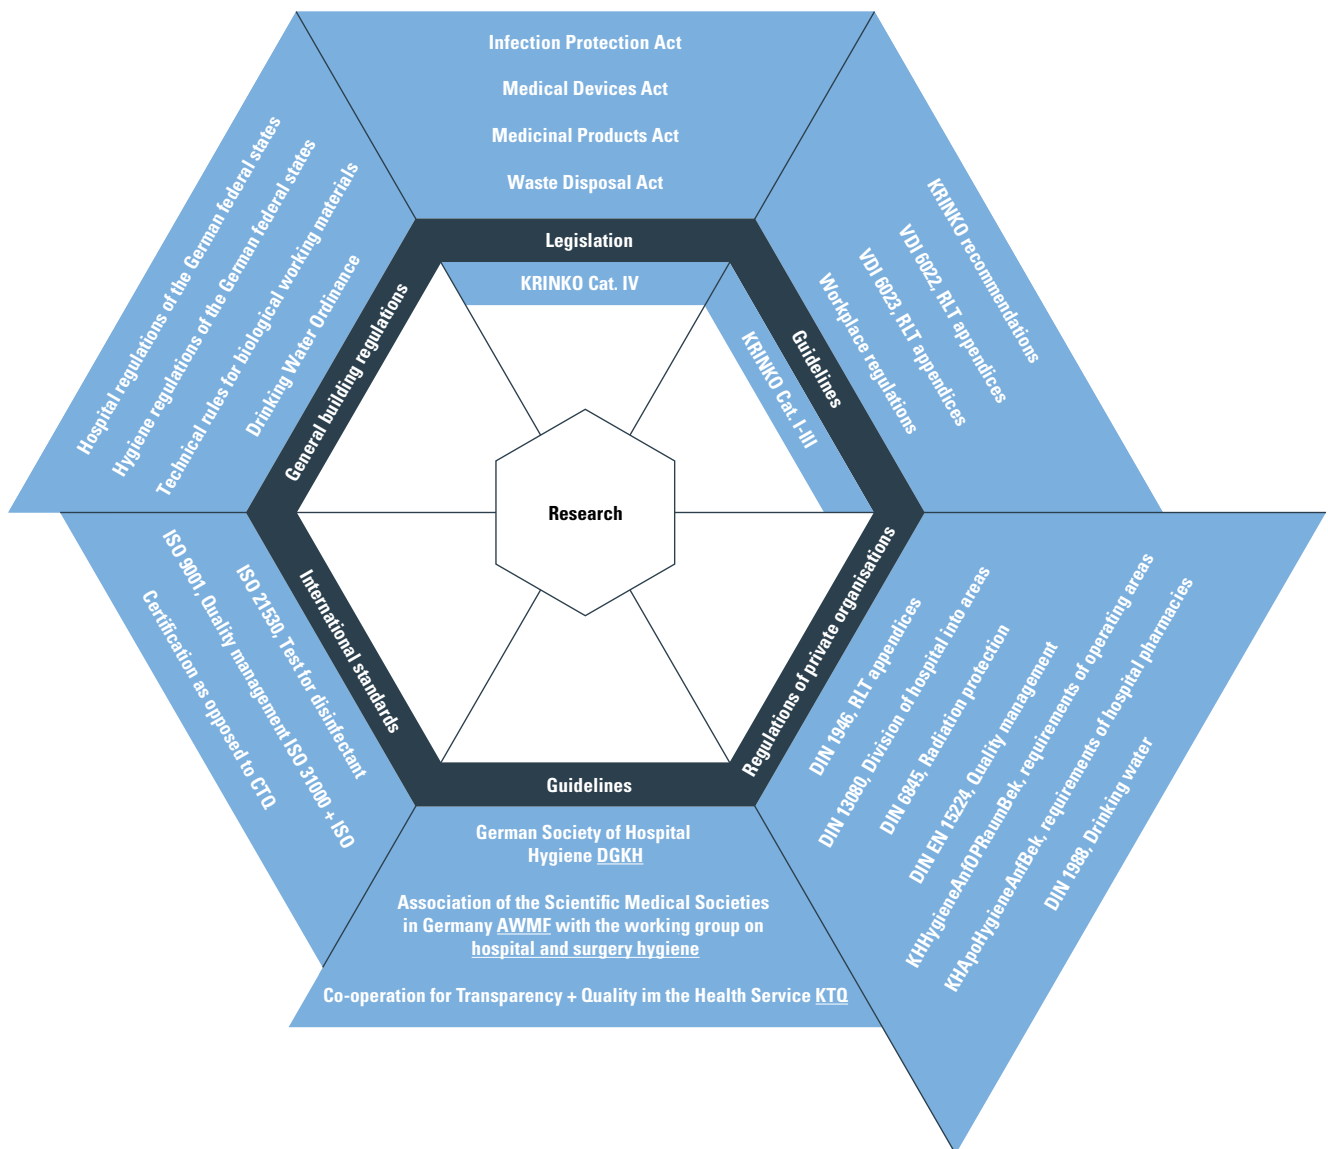 Infection Protection Act
Medical Devices Act
Medicinal Products Act
Waste Disposal Act
Legislation
KRINKO Cat. IV
KRINKO recommendations
VDI 6022, RLT appendices
VDI 6023, RLT appendices
Workplace regulations
Guidelines
KRINKO Cat. I-III
Hospital regulations of the German federal states
Hygiene regulations of the German federal states
Technical rules for biological working materials
Drinking Water Ordinance
General building regulations
Research
International standards
ISO 21530, Test for disinfectant
ISO 9001, Quality management ISO 31000 + ISO
Certification as opposed to CTQ
Regulations of private organisations
DIN 1946, RLT appendices
DIN 13080, Division of hospital into areas
DIN 6845, Radiation protection
DIN EN 15224, Quality management
KHHygieneAnfOPRaumBek, requirements of operating areas
KHApoHygieneAnfBek, requirements of hospital pharmacies
DIN 1988, Drinking water
Guidelines
German Society of Hospital
Hygiene DGKH
Association of the Scientific Medical Societies
in Germany AWMF with the working group on
hospital and surgery hygiene
Co-operation for Transparency + Quality im the Health Service KTQ